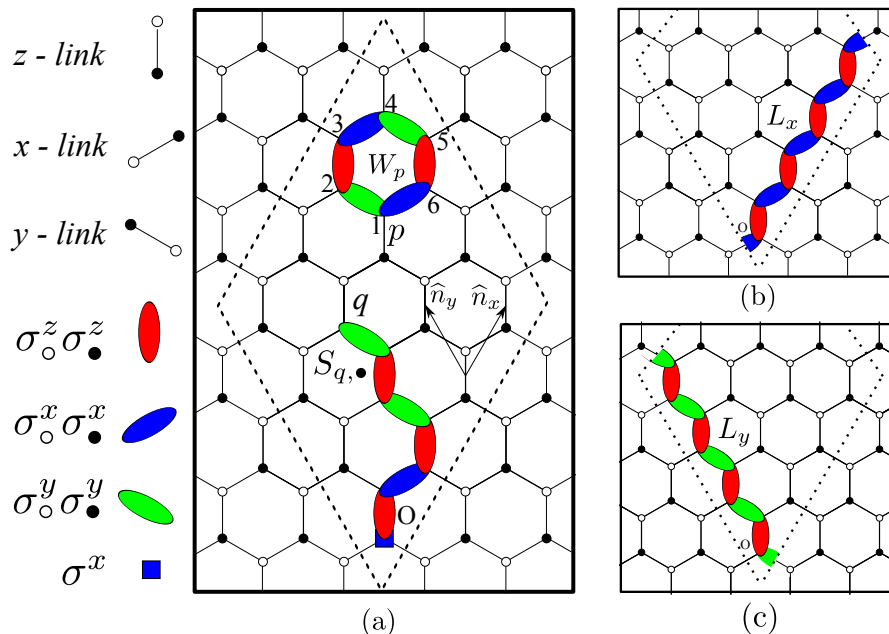 z - link
x - link
y - link
σ^z_○ σ^z_●
σ^x_○ σ^x_●
σ^y_○ σ^y_●
σ^x
4
3
5
W_p
2
6
1
p
q
n̂_y
n̂_x
S_{q,●}
O
(a)
L_x
o
(b)
L_y
o
(c)